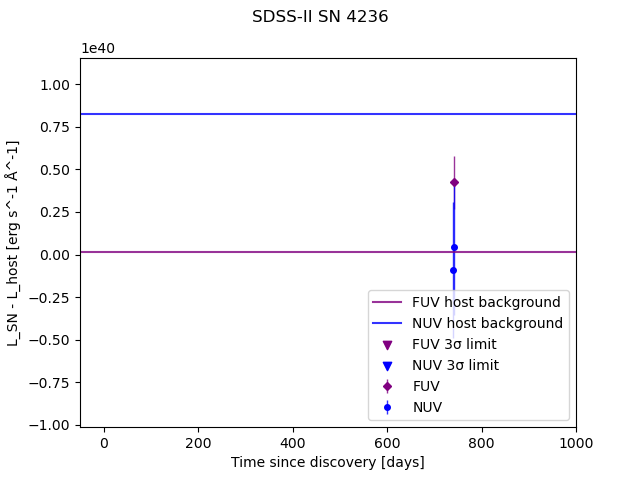 SDSS-II SN 4236
1e40
L_SN - L_host [erg s^-1 Å^-1]
1.00
0.75
0.50
0.25
0.00
−0.25
−0.50
−0.75
−1.00
FUV host background
NUV host background
FUV 3σ limit
NUV 3σ limit
FUV
NUV
0
200
400
600
800
1000
Time since discovery [days]